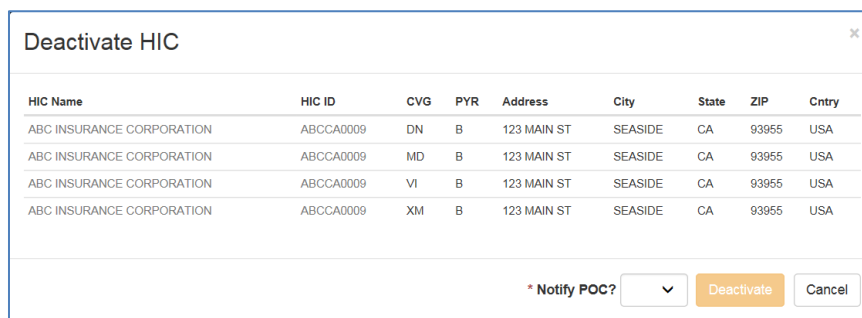 Deactivate HIC ×
HIC Name HIC ID CVG PYR Address City State ZIP Cntry
ABC INSURANCE CORPORATION ABCCA0009 DN B 123 MAIN ST SEASIDE CA 93955 USA
ABC INSURANCE CORPORATION ABCCA0009 MD B 123 MAIN ST SEASIDE CA 93955 USA
ABC INSURANCE CORPORATION ABCCA0009 VI B 123 MAIN ST SEASIDE CA 93955 USA
ABC INSURANCE CORPORATION ABCCA0009 XM B 123 MAIN ST SEASIDE CA 93955 USA
* Notify POC? Deactivate Cancel